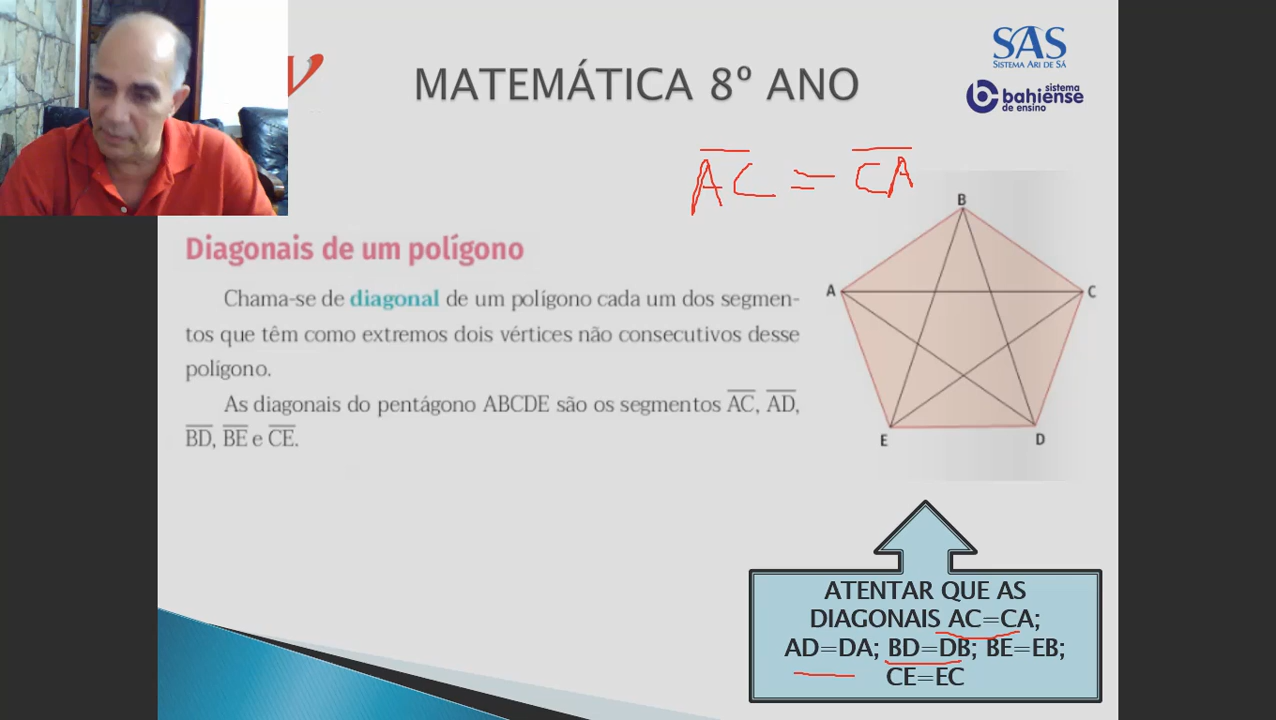 V
MATEMÁTICA 8º ANO
SAS
SISTEMA ARI DE SÁ
b sistema
bahiense
de ensino
AC = CA
Diagonais de um polígono
Chama-se de diagonal de um polígono cada um dos segmen-
tos que têm como extremos dois vértices não consecutivos desse
polígono.
As diagonais do pentágono ABCDE são os segmentos AC, AD,
BD, BE e CE.
B
A
C
E
D
ATENTAR QUE AS
DIAGONAIS AC=CA;
AD=DA; BD=DB; BE=EB;
CE=EC